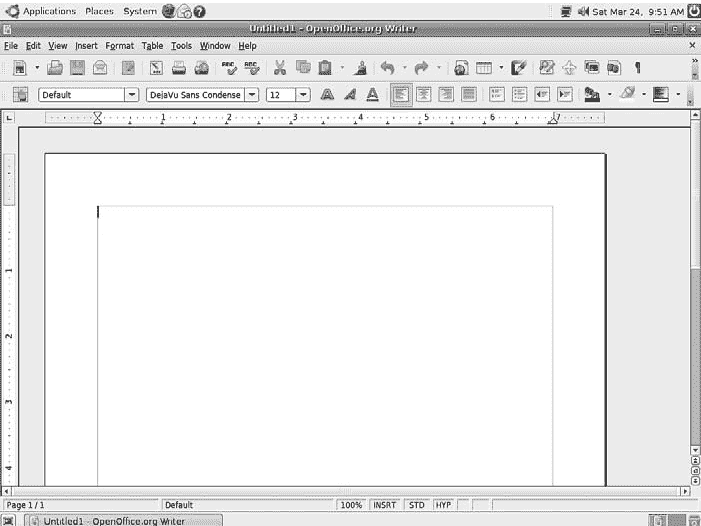 Applications Places System Sat Mar 24, 9:51 AM
Untitled1 - OpenOffice.org Writer
File Edit View Insert Format Table Tools Window Help
ABC ABC
Default DejaVu Sans Condense 12 A A A
1 2 3 4 5 6 7
1
2
3
4
Page 1 / 1 Default 100% INSRT STD HYP
Untitled1 - OpenOffice.org Writer